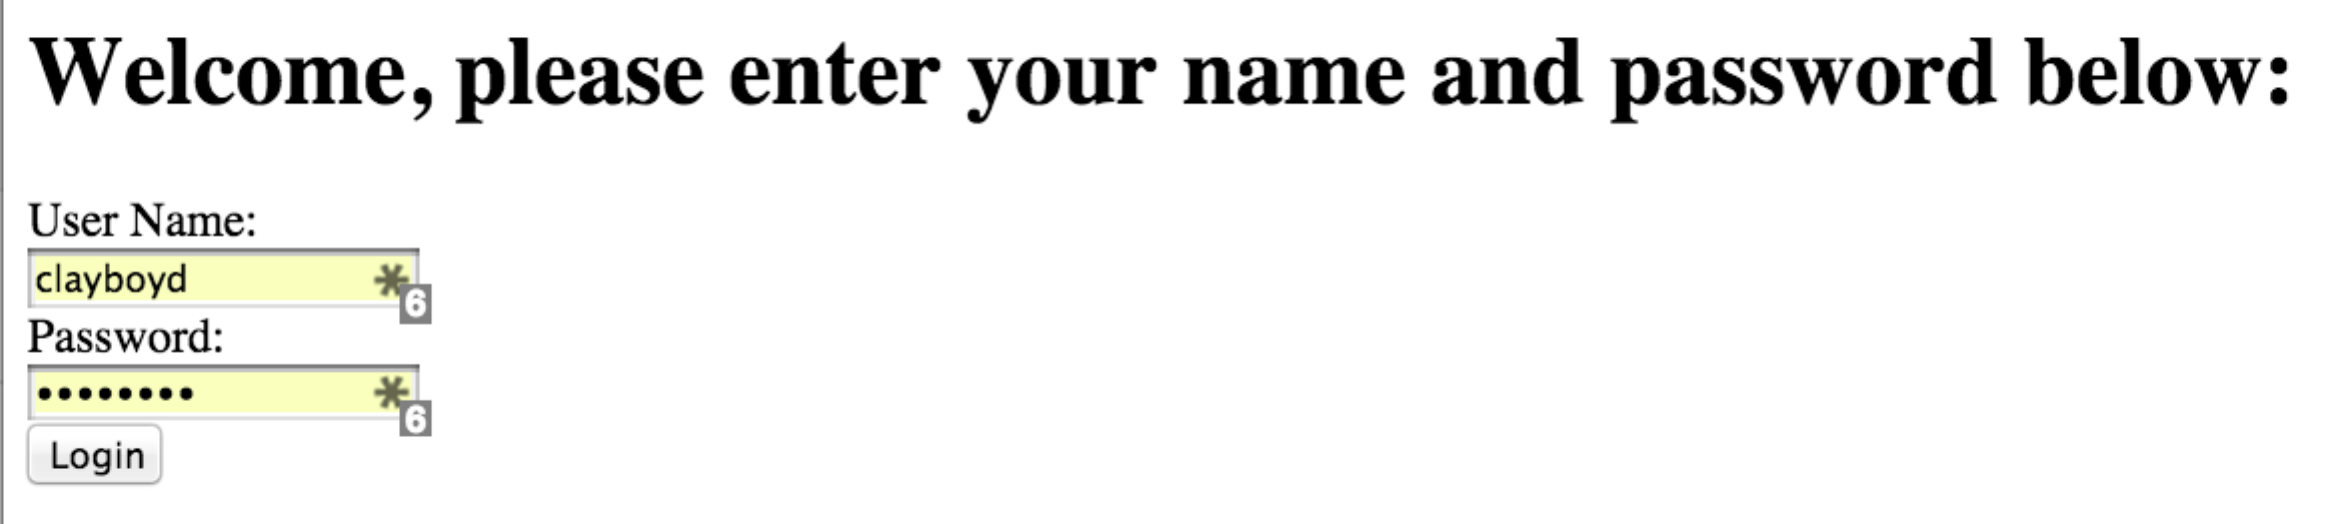 Welcome, please enter your name and password below:
User Name:
clayboyd
6
Password:
••••••••
6
Login